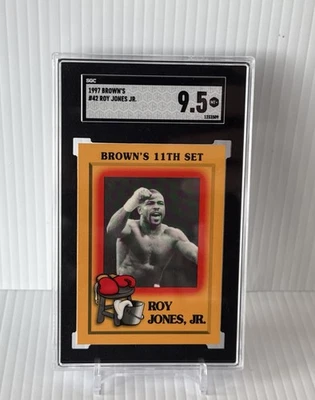 SGC
1997 BROWN'S
#42 ROY JONES JR.
9.5
BROWN'S 11TH SET
ROY
JONES, JR.